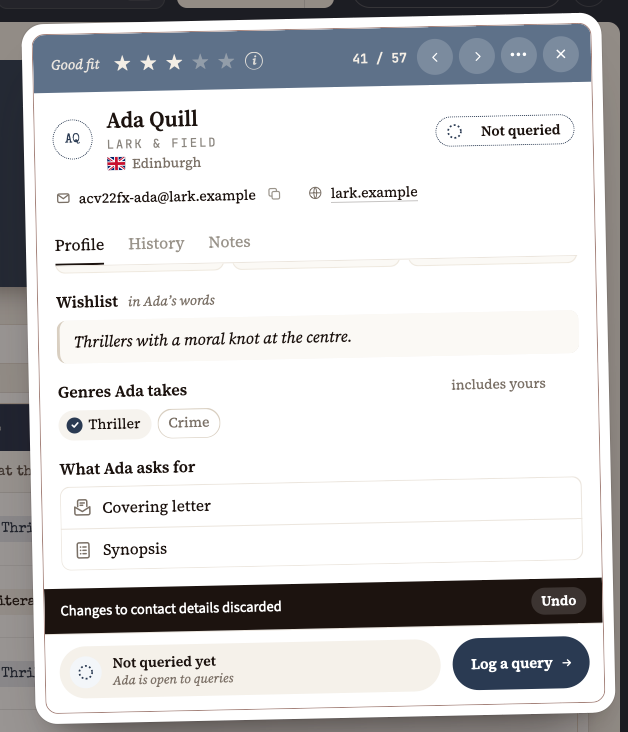 Good fit
41 / 57
AQ
Ada Quill
LARK & FIELD
Edinburgh
Not queried
acv22fx-ada@lark.example
lark.example
Profile
History
Notes
Wishlist in Ada's words
Thrillers with a moral knot at the centre.
Genres Ada takes
includes yours
Thriller
Crime
What Ada asks for
Covering letter
Synopsis
Changes to contact details discarded
Undo
Not queried yet
Ada is open to queries
Log a query →